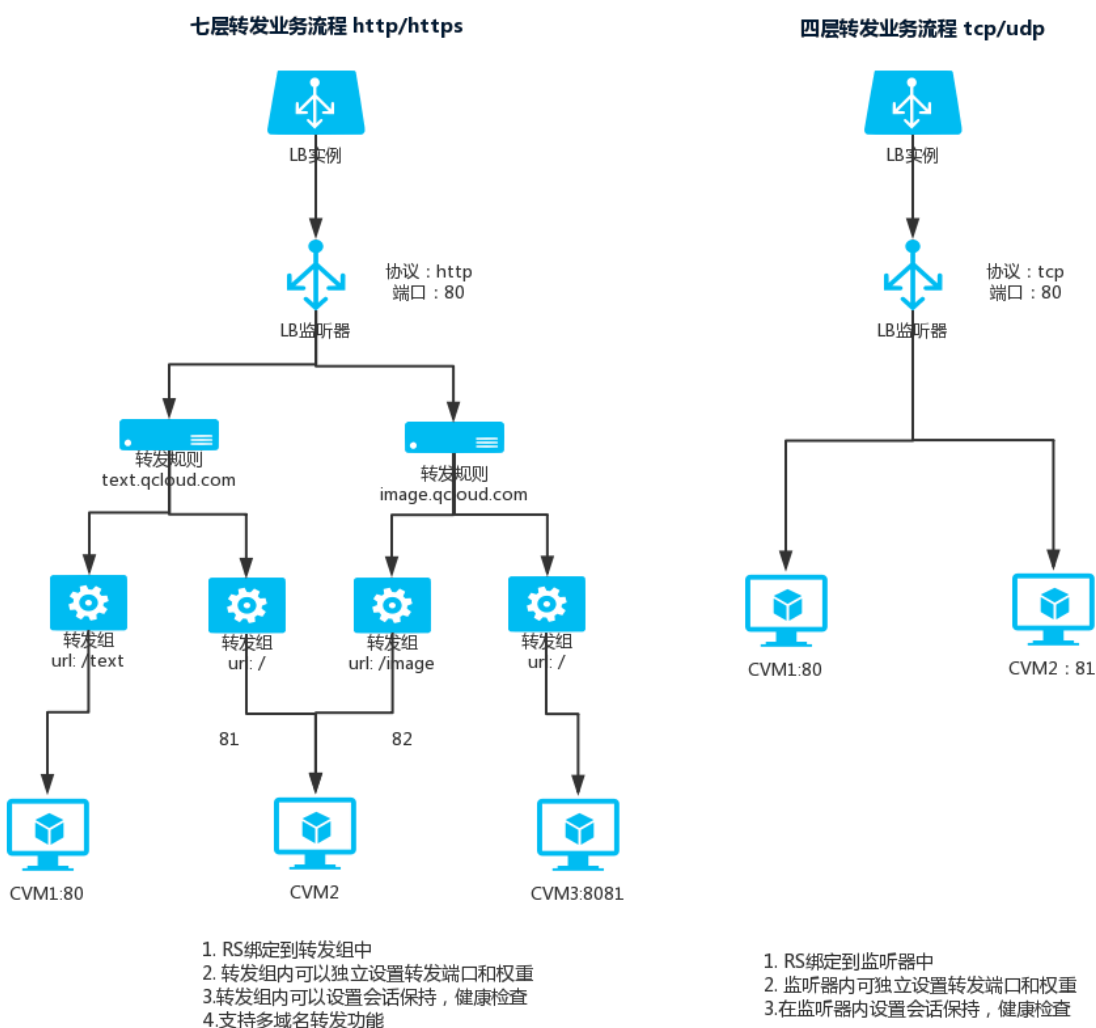 七层转发业务流程 http/https
LB实例
协议：http
端口：80
LB监听器
转发规则
text.qcloud.com
转发规则
image.qcloud.com
转发组
url: /text
转发组
url: /
转发组
url: /image
转发组
url: /
81
82
CVM1:80
CVM2
CVM3:8081
1. RS绑定到转发组中
2. 转发组内可以独立设置转发端口和权重
3.转发组内可以设置会话保持，健康检查
4.支持多域名转发功能
四层转发业务流程 tcp/udp
LB实例
协议：tcp
端口：80
LB监听器
CVM1:80
CVM2：81
1. RS绑定到监听器中
2. 监听器内可独立设置转发端口和权重
3.在监听器内设置会话保持，健康检查